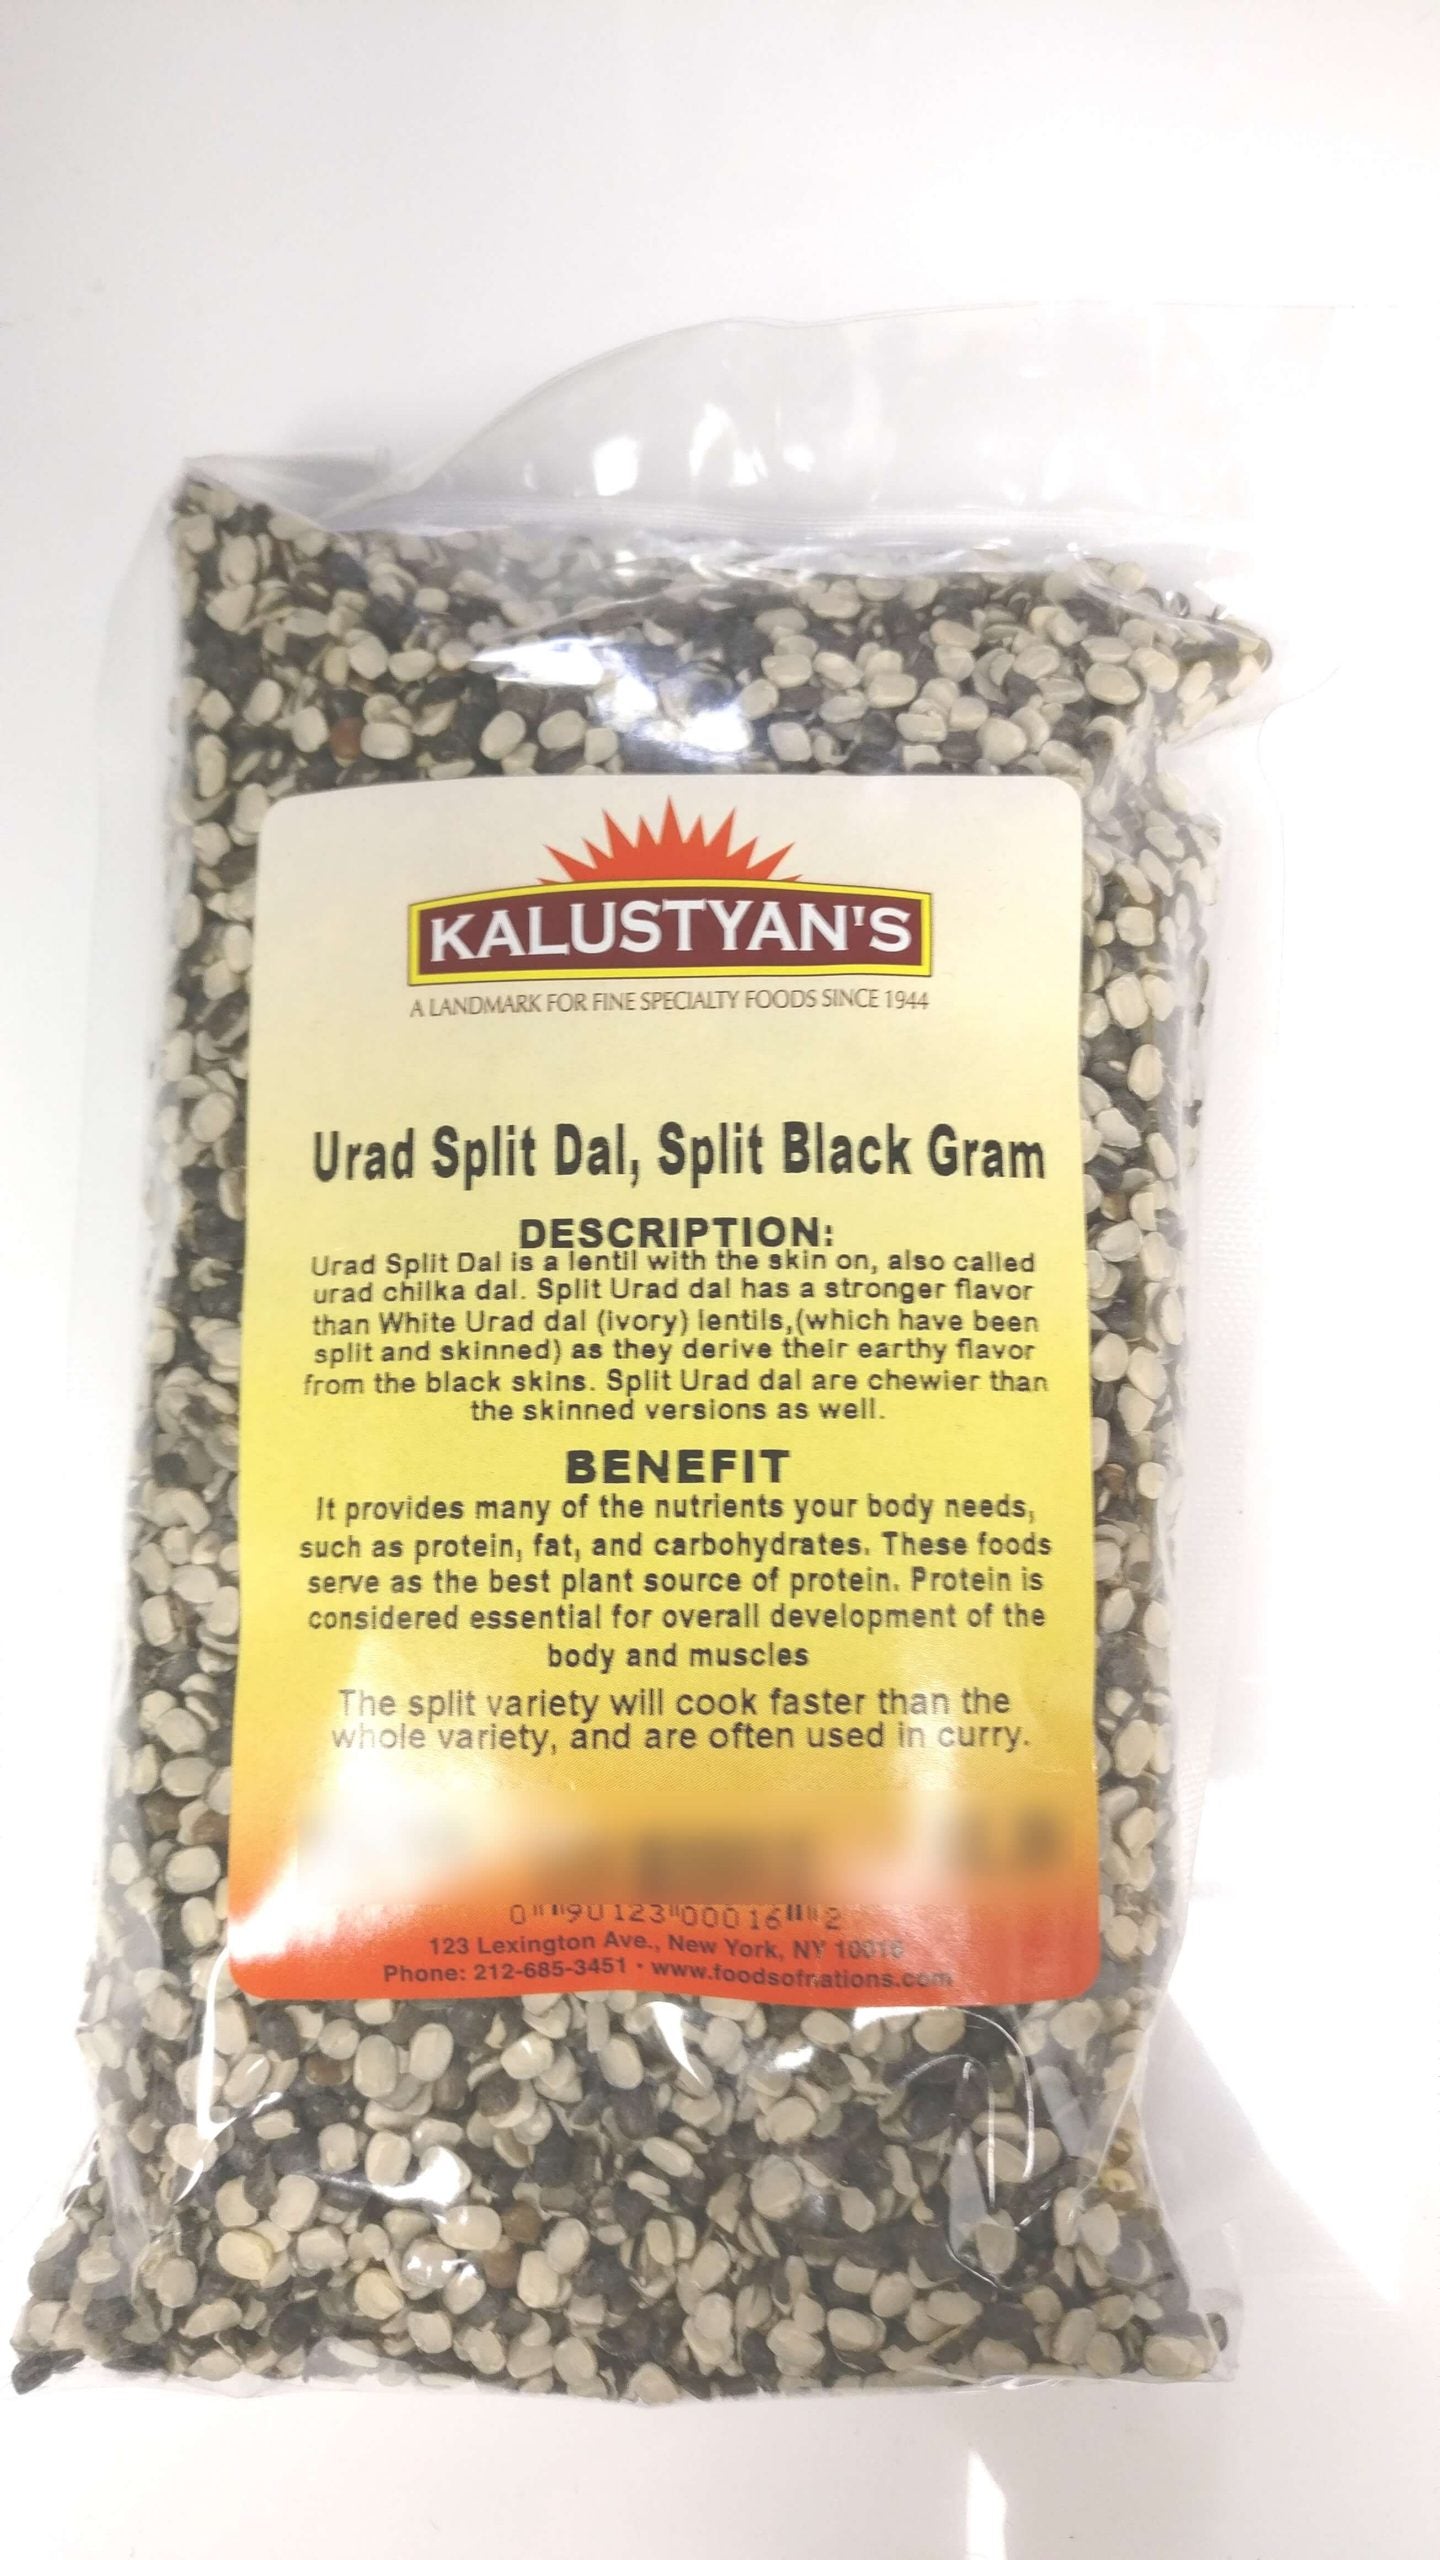 KALUSTYAN'S
A LANDMARK FOR FINE SPECIALTY FOODS SINCE 1944
Urad Split Dal, Split Black Gram
DESCRIPTION:
Urad Split Dal is a lentil with the skin on, also called
urad chilka dal. Split Urad dal has a stronger flavor
than White Urad dal (ivory) lentils,(which have been
split and skinned) as they derive their earthy flavor
from the black skins. Split Urad dal are chewier than
the skinned versions as well.
BENEFIT
It provides many of the nutrients your body needs,
such as protein, fat, and carbohydrates. These foods
serve as the best plant source of protein. Protein is
considered essential for overall development of the
body and muscles
The split variety will cook faster than the
whole variety, and are often used in curry.
0 90123 00016 2
123 Lexington Ave., New York, NY 10016
Phone: 212-685-3451 • www.foodsofnations.com